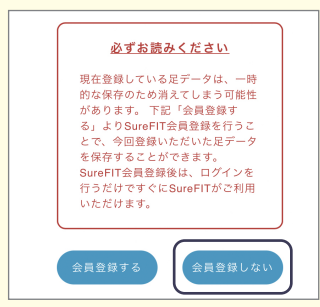 必ずお読みください
現在登録している足データは、一時
的な保存のため消えてしまう可能性
があります。 下記「会員登録す
る」よりSureFIT会員登録を行うこ
とで、今回登録いただいた足データ
を保存することができます。
SureFIT会員登録後は、ログインを
行うだけですぐにSureFITがご利用
いただけます。
会員登録する
会員登録しない